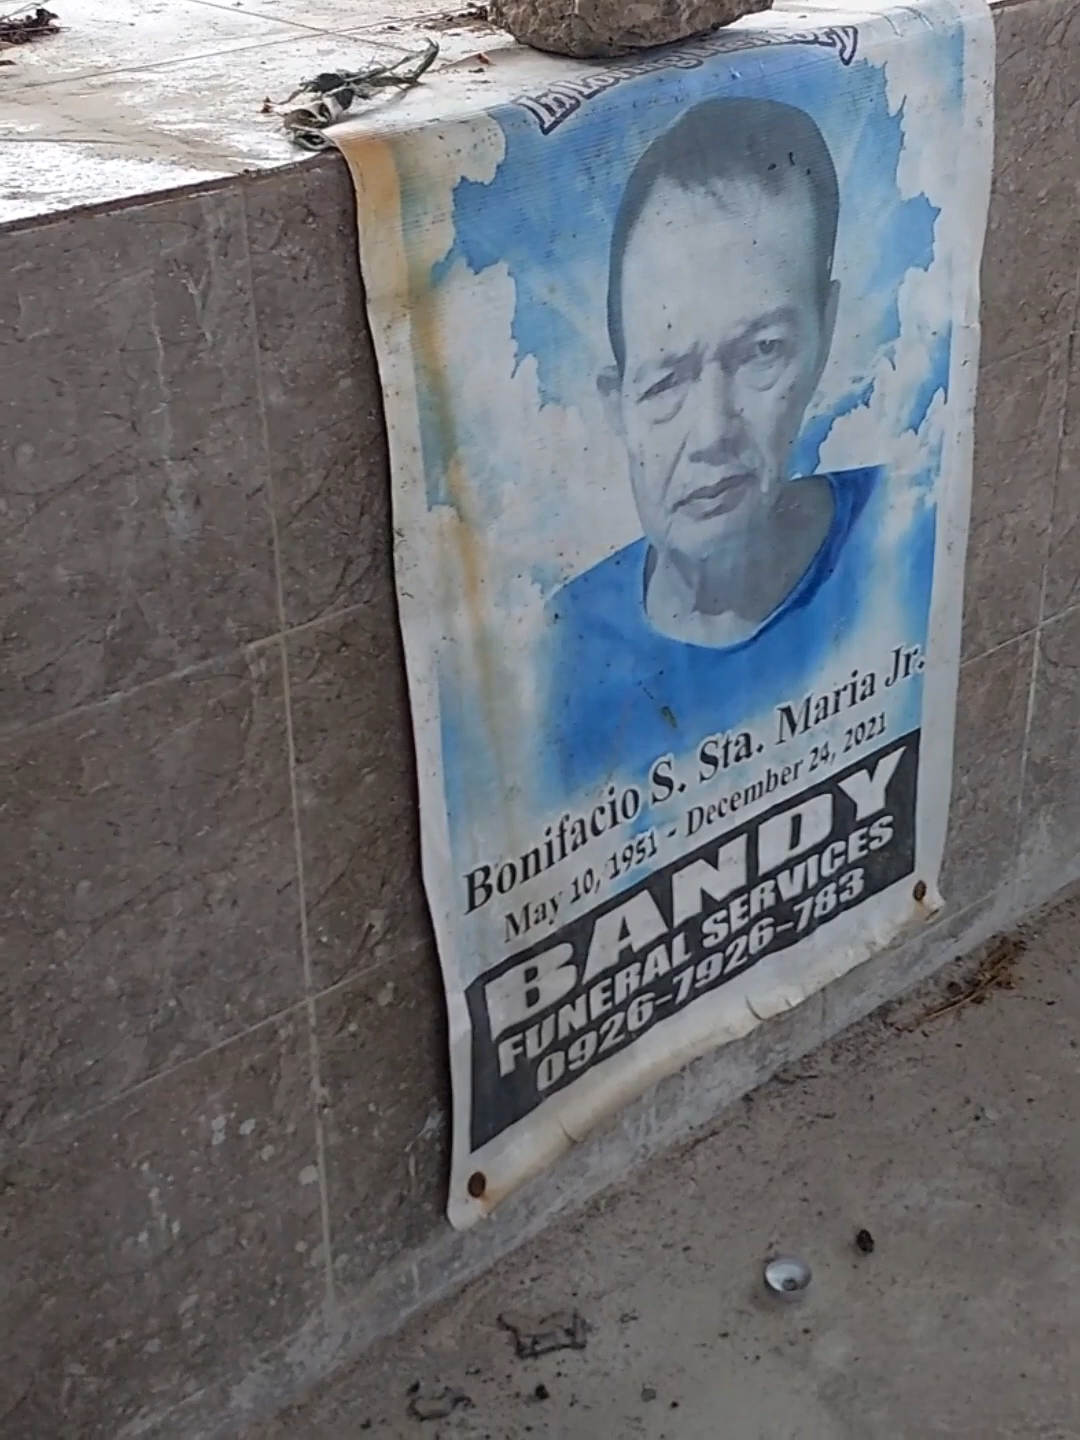 In Loving Memory
Bonifacio S. Sta. Maria Jr.
May 10, 1951 - December 24, 2021
BANDY
FUNERAL SERVICES
0926-7926-783